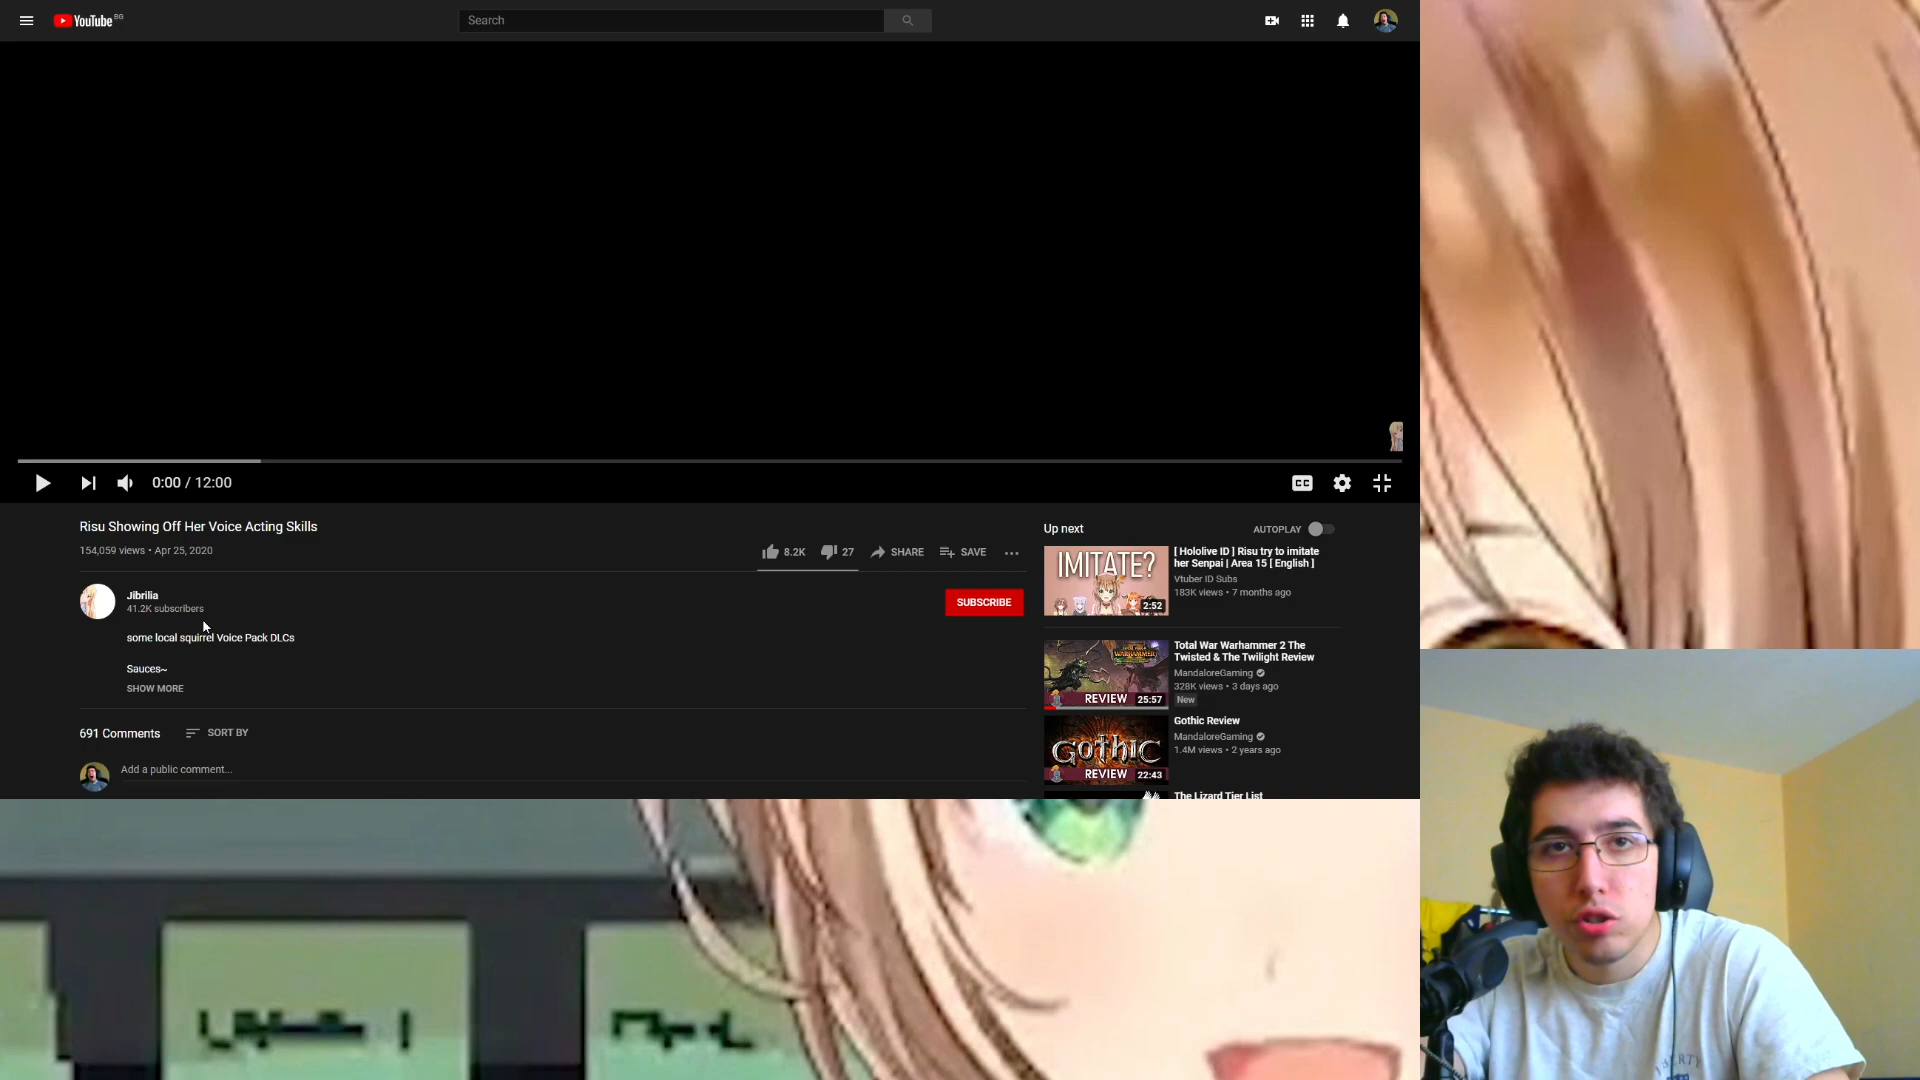 YouTube BG
Search
CC
0:00 / 12:00
Risu Showing Off Her Voice Acting Skills
154,059 views • Apr 25, 2020
8.2K
27
SHARE
SAVE
Jibrilia
41.2K subscribers
SUBSCRIBE
some local squirrel Voice Pack DLCs
Sauces~
SHOW MORE
691 Comments
SORT BY
Add a public comment...
Up next
AUTOPLAY
IMITATE?
2:52
[ Hololive ID ] Risu try to imitate
her Senpai | Area 15 [ English ]
Vtuber ID Subs
183K views • 7 months ago
WARHAMMER
REVIEW
25:57
Total War Warhammer 2 The
Twisted & The Twilight Review
MandaloreGaming
328K views • 3 days ago
New
GOTHIC
REVIEW
22:43
Gothic Review
MandaloreGaming
1.4M views • 2 years ago
The Lizard Tier List